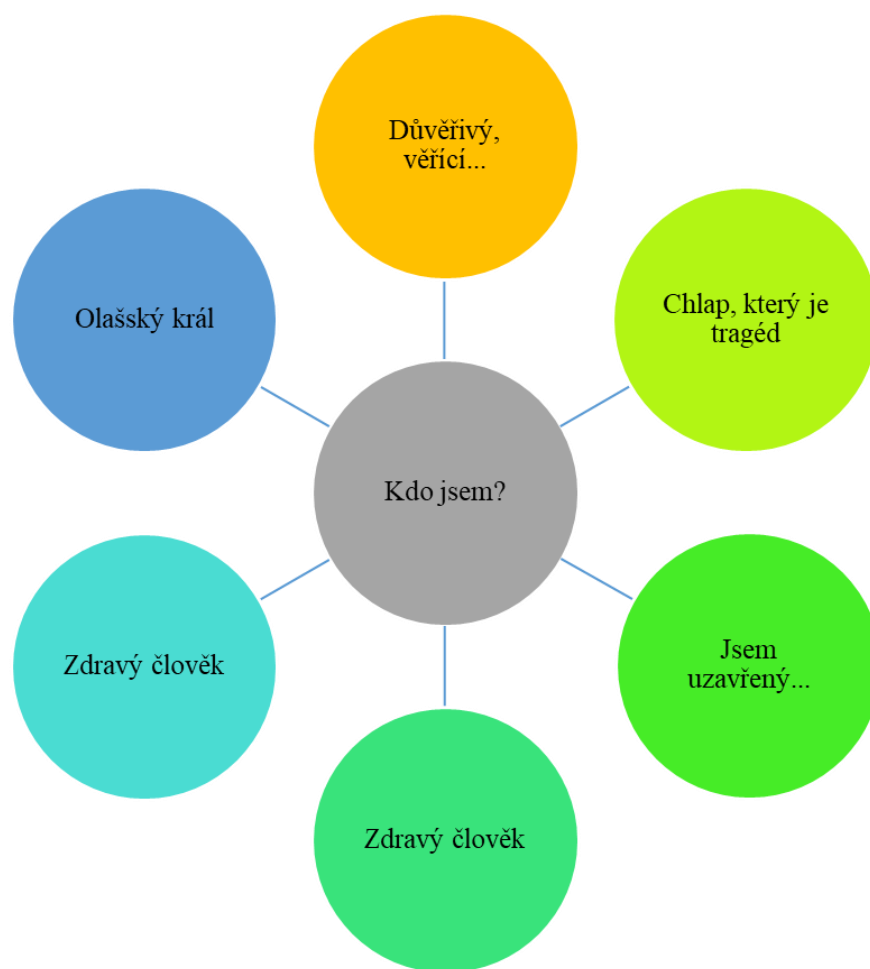 Důvěřivý,
věřící...
Olašský král
Chlap, který je
tragéd
Kdo jsem?
Zdravý člověk
Jsem
uzavřený...
Zdravý člověk